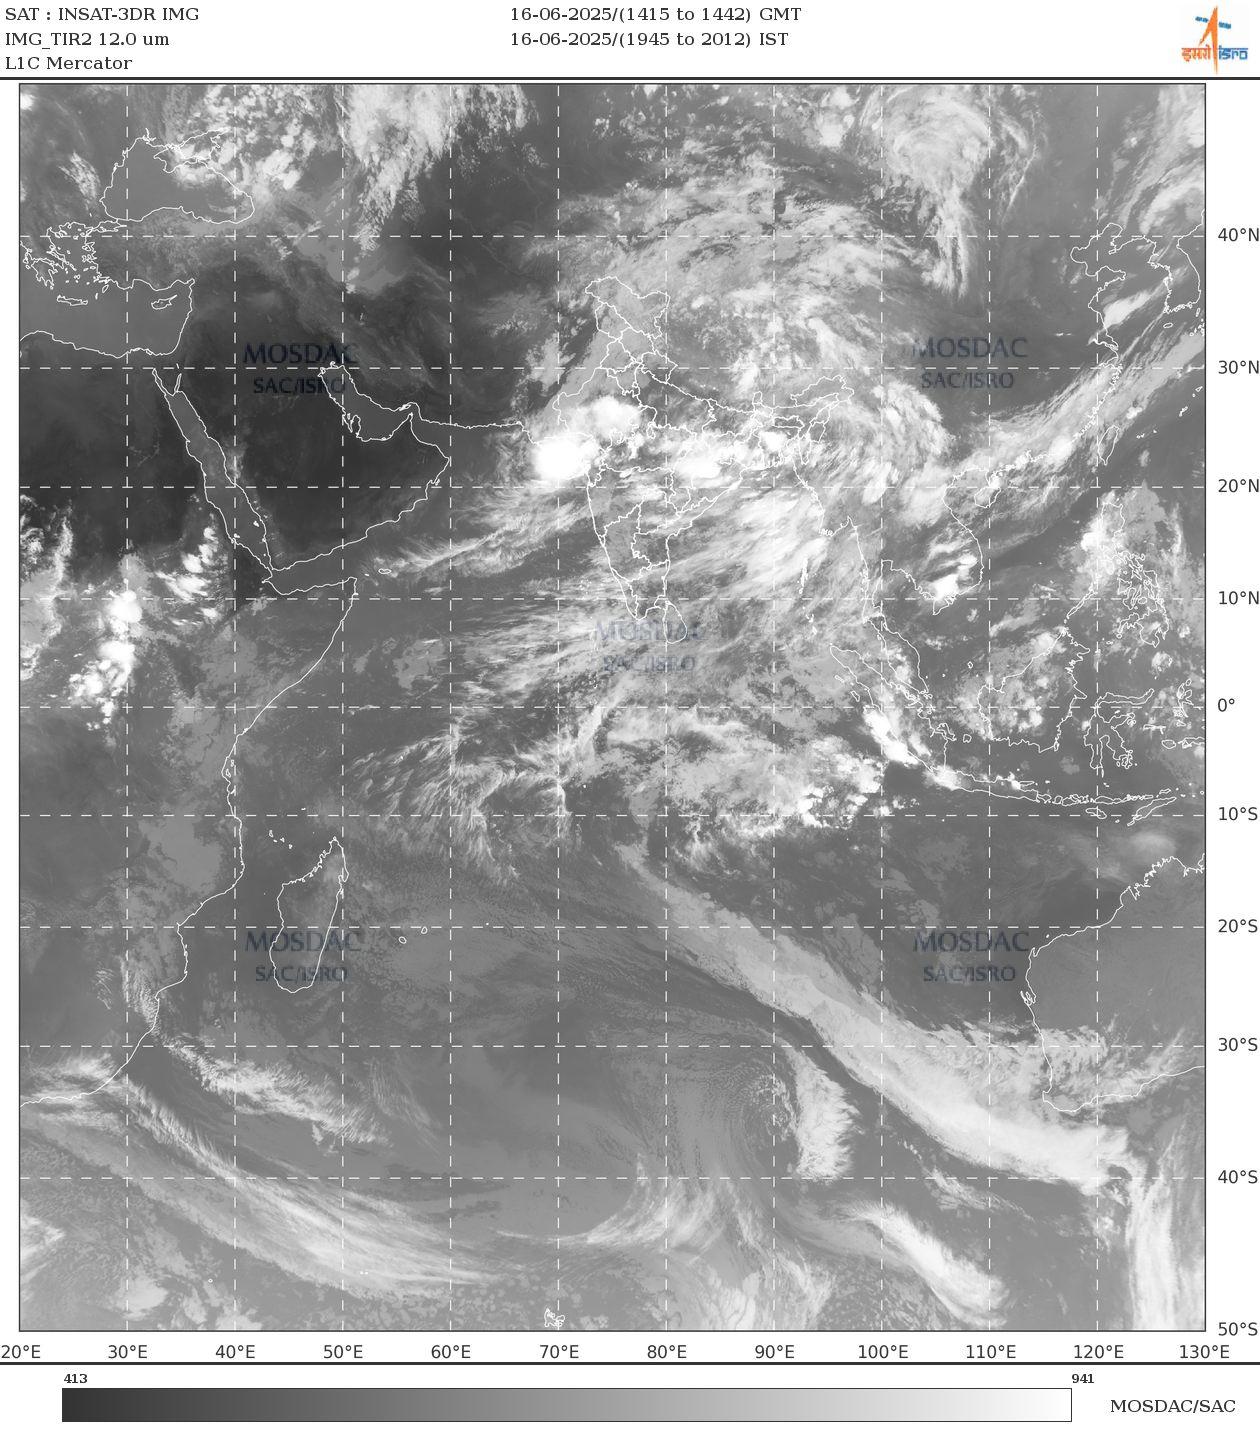 SAT : INSAT-3DR IMG
IMG_TIR2 12.0 um
L1C Mercator
16-06-2025/(1415 to 1442) GMT
16-06-2025/(1945 to 2012) IST
इसरो isro
MOSDAC
SAC/ISRO
MOSDAC
SAC/ISRO
MOSDAC
SAC/ISRO
MOSDAC
SAC/ISRO
MOSDAC
SAC/ISRO
40°N
30°N
20°N
10°N
0°
10°S
20°S
30°S
40°S
50°S
20°E 30°E 40°E 50°E 60°E 70°E 80°E 90°E 100°E 110°E 120°E 130°E
413 941
MOSDAC/SAC